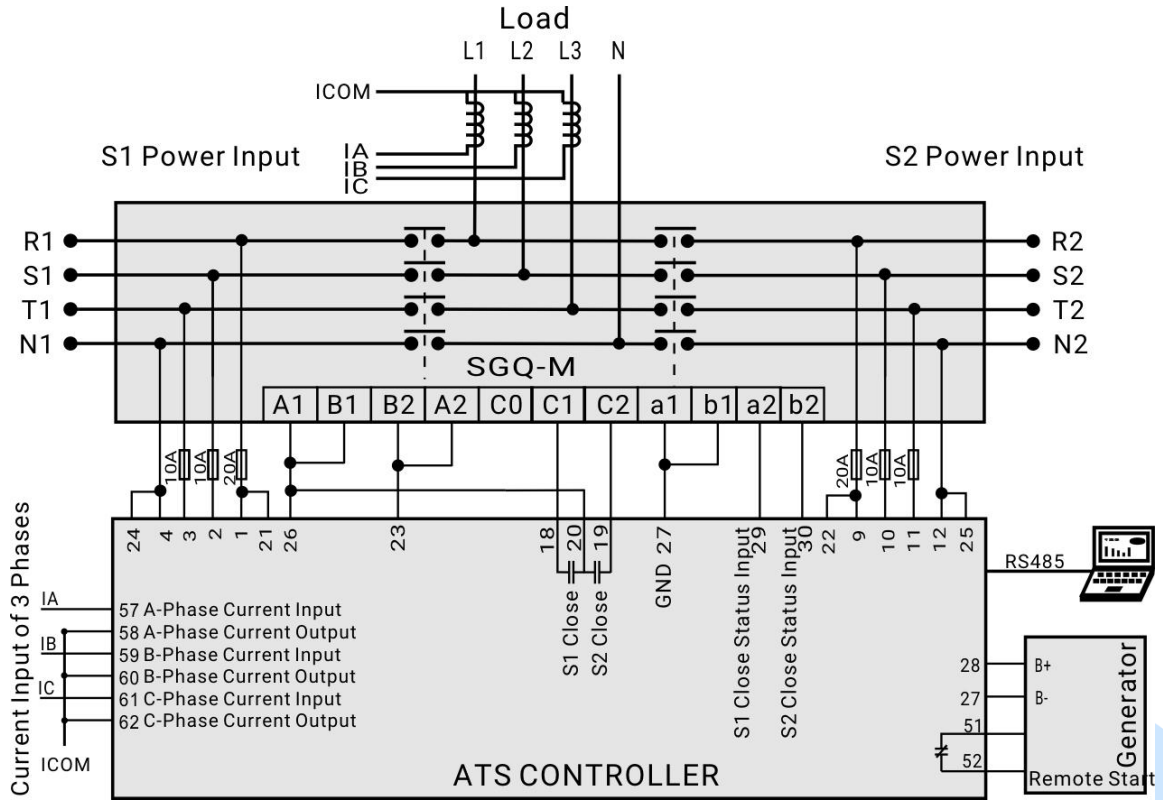 Load
L1 L2 L3 N
ICOM
S1 Power Input
IA
IB
IC
S2 Power Input
R1 R2
S1 S2
T1 T2
N1 N2
SGQ-M
A1 B1 B2 A2 C0 C1 C2 a1 b1 a2 b2
10A 10A 20A
20A 10A 10A
24 4 3 2 1 21 26 23 18 20 19 GND 27 29 30 22 9 10 11 12 25
S1 Close
S2 Close
S1 Close Status Input
S2 Close Status Input
RS485
Current Input of 3 Phases
IA
57 A-Phase Current Input
58 A-Phase Current Output
IB
59 B-Phase Current Input
60 B-Phase Current Output
IC
61 C-Phase Current Input
62 C-Phase Current Output
ICOM
ATS CONTROLLER
28 B+
27 B-
51
52
Generator
Remote Start